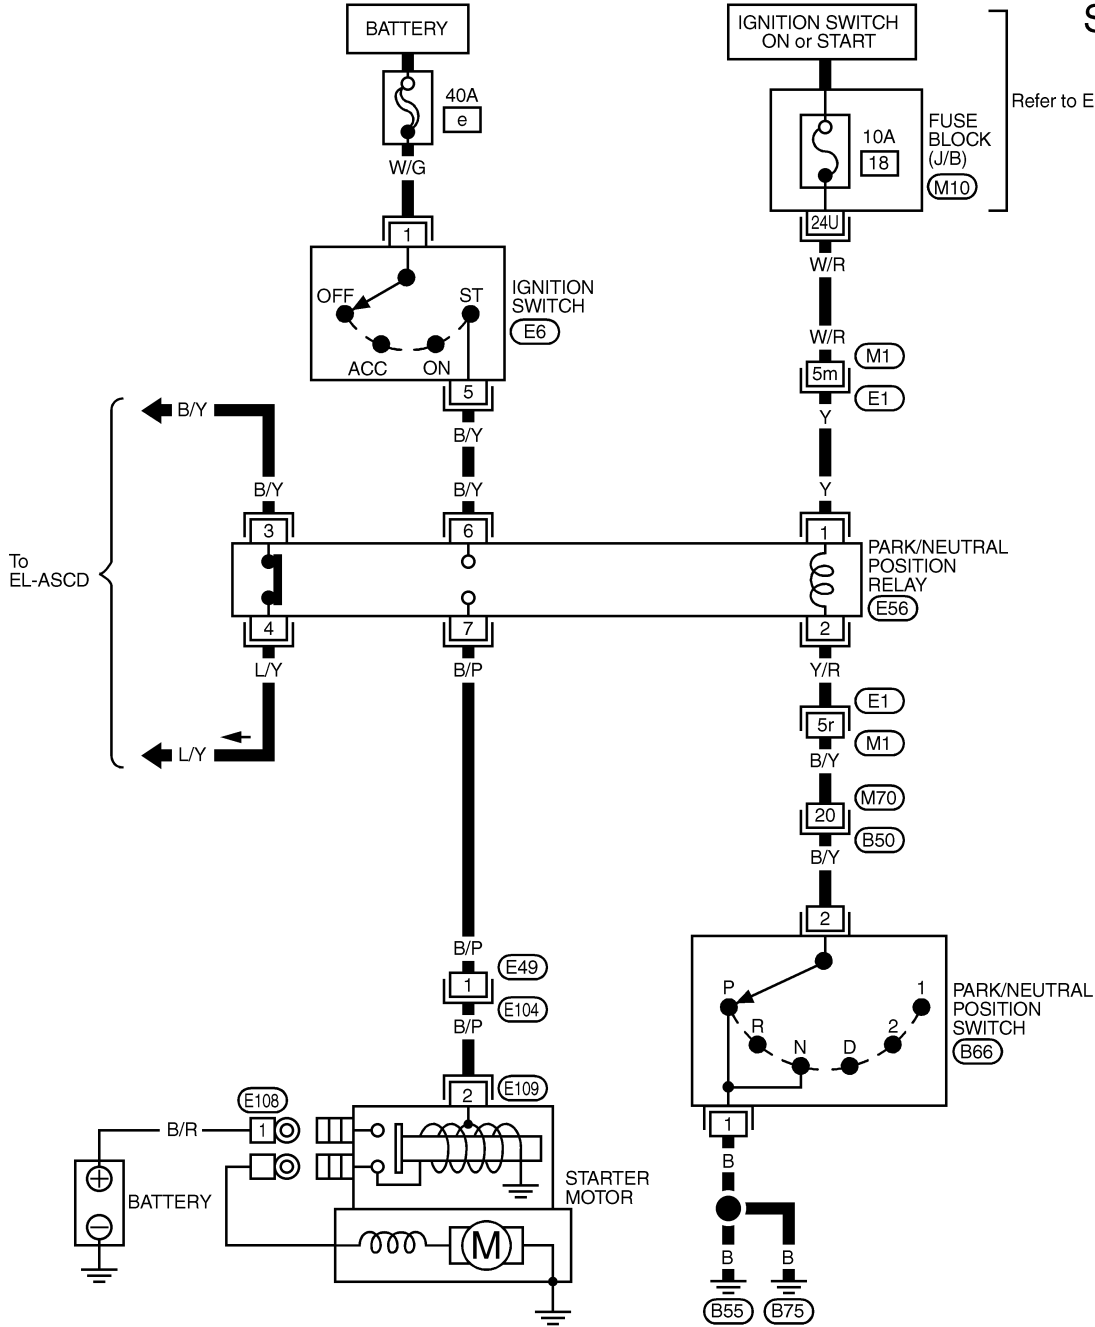 BATTERY
40A
e
W/G
1
OFF
ST
ACC
ON
IGNITION
SWITCH
E6
5
B/Y
B/Y
IGNITION SWITCH
ON or START
S
Refer to E
10A
18
FUSE
BLOCK
(J/B)
M10
24U
W/R
W/R
M1
5m
E1
Y
Y
B/Y
B/Y
To
EL-ASCD
3
6
1
PARK/NEUTRAL
POSITION
RELAY
E56
4
7
2
L/Y
L/Y
B/P
Y/R
E1
5r
M1
B/Y
M70
20
B50
B/Y
2
P
R
N
D
2
1
PARK/NEUTRAL
POSITION
SWITCH
B66
1
B
B
B
B55
B75
B/P
E49
1
E104
B/P
E109
2
E108
B/R
1
BATTERY
STARTER
MOTOR
M